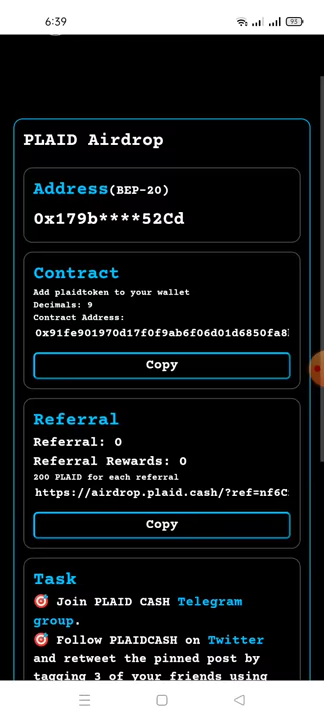 6:39
93
PLAID Airdrop
Address(BEP-20)
0x179b****52Cd
Contract
Add plaidtoken to your wallet
Decimals: 9
Contract Address:
0x91fe901970d17f0f9ab6f06d01d6850fa8
Copy
Referral
Referral: 0
Referral Rewards: 0
200 PLAID for each referral
https://airdrop.plaid.cash/?ref=nf6C
Copy
Task
🎯 Join PLAID CASH Telegram
group.
🎯 Follow PLAIDCASH on Twitter
and retweet the pinned post by
tagging 3 of your friends using